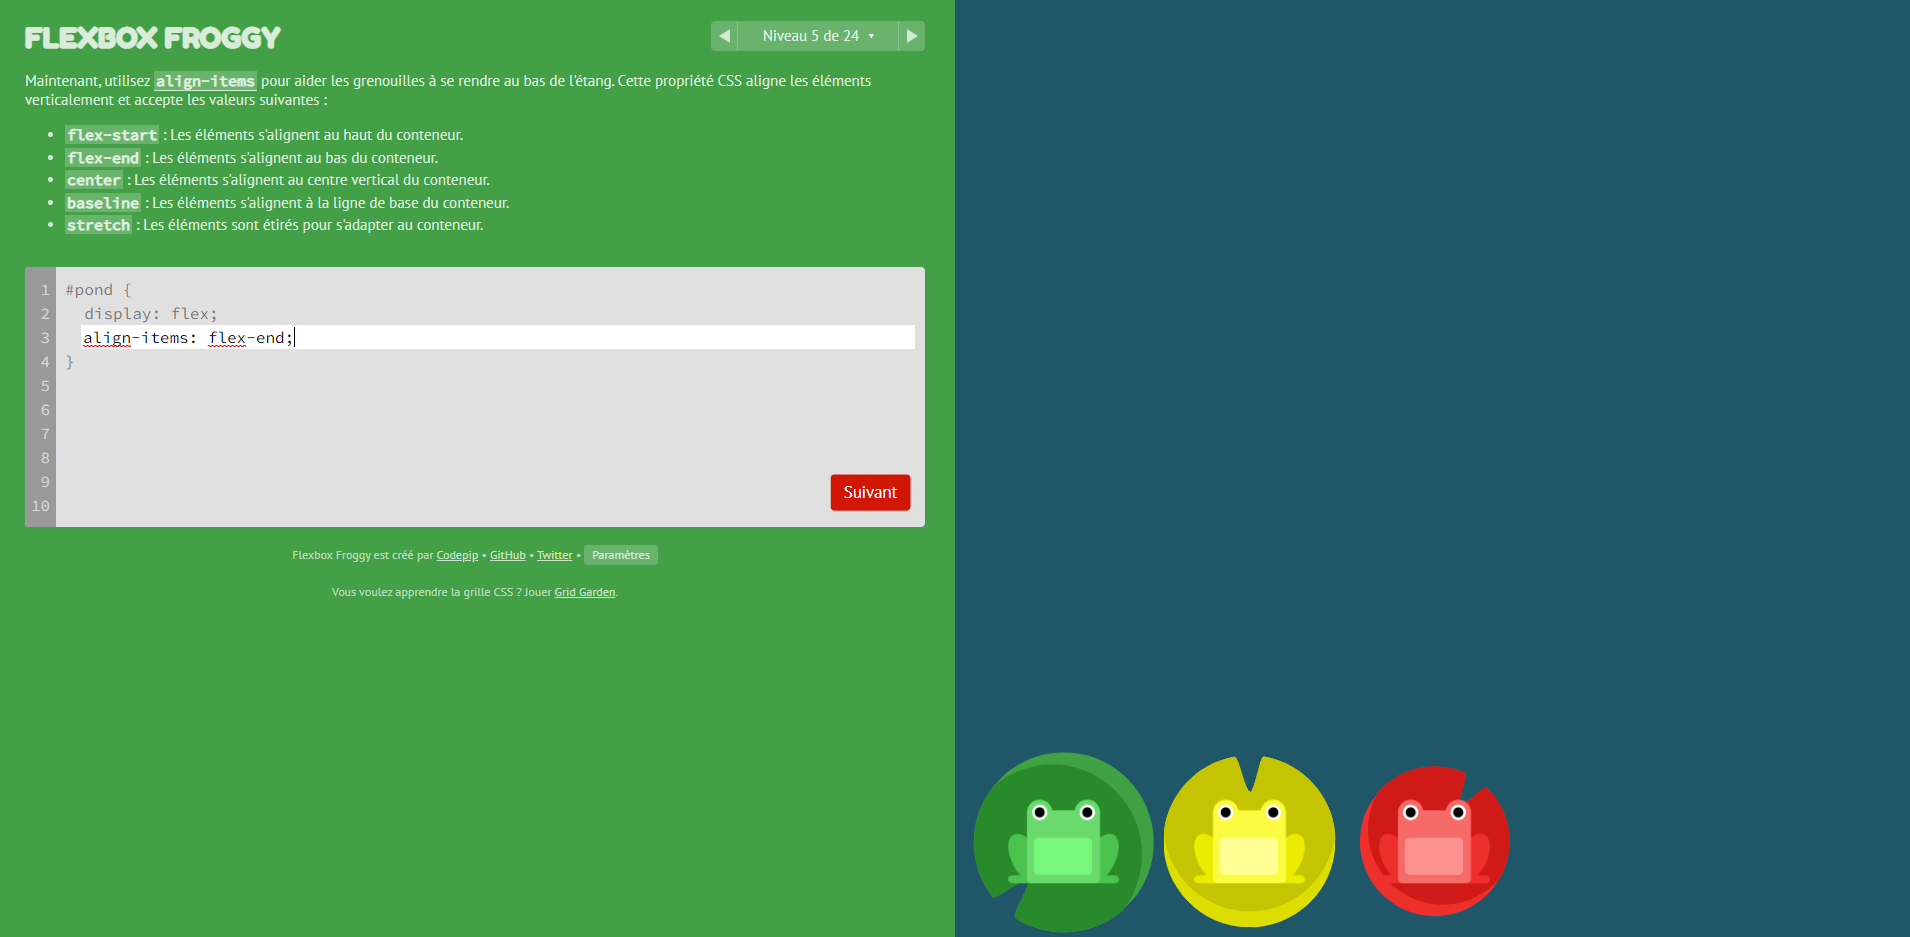 FLEXBOX FROGGY
Niveau 5 de 24
Maintenant, utilisez align-items pour aider les grenouilles à se rendre au bas de l'étang. Cette propriété CSS aligne les éléments
verticalement et accepte les valeurs suivantes :
• flex-start : Les éléments s'alignent au haut du conteneur.
• flex-end : Les éléments s'alignent au bas du conteneur.
• center : Les éléments s'alignent au centre vertical du conteneur.
• baseline : Les éléments s'alignent à la ligne de base du conteneur.
• stretch : Les éléments sont étirés pour s'adapter au conteneur.
1 #pond {
2 display: flex;
3 align-items: flex-end;
4 }
5
6
7
8
9
10
Suivant
Flexbox Froggy est créé par Codepip • GitHub • Twitter • Paramètres
Vous voulez apprendre la grille CSS ? Jouer Grid Garden.